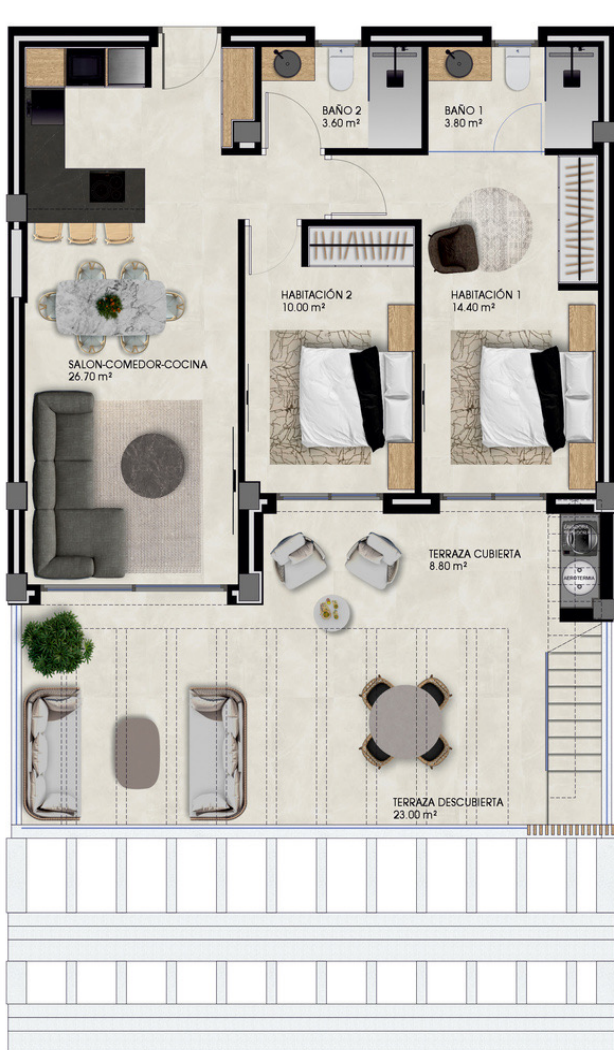 BAÑO 2
3.60 m²
BAÑO 1
3.80 m²
HABITACIÓN 2
10.00 m²
HABITACIÓN 1
14.40 m²
SALON-COMEDOR-COCINA
26.70 m²
TERRAZA CUBIERTA
8.80 m²
AEROTERMIA
TERRAZA DESCUBIERTA
23.00 m²